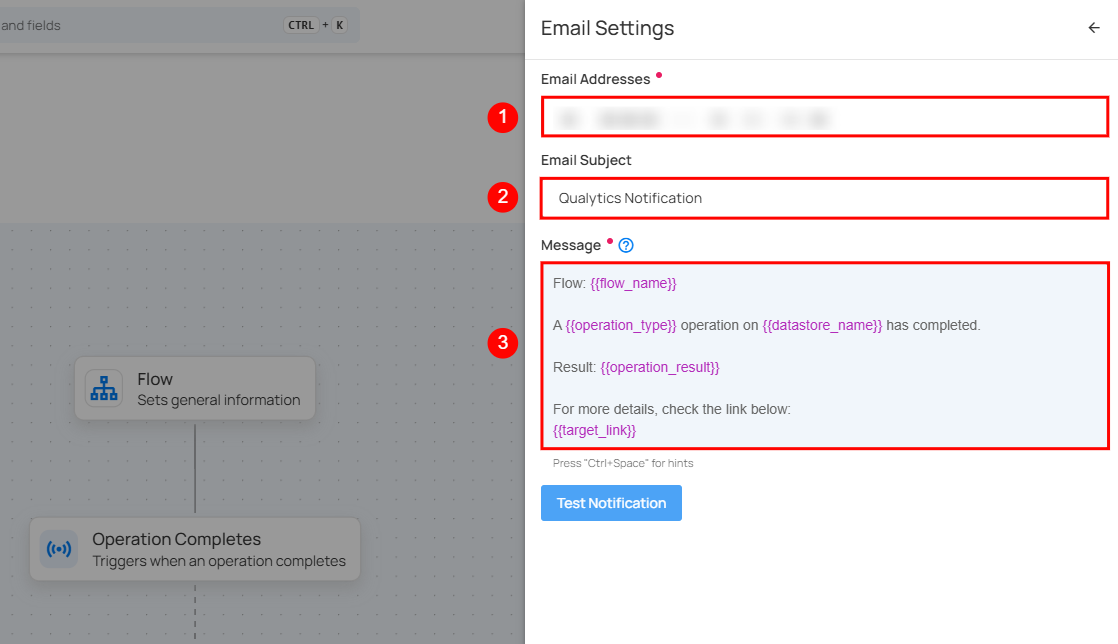 and fields
CTRL + K
Email Settings
Email Addresses
1
Email Subject
2
Qualytics Notification
Message
?
3
Flow: {{flow_name}}
A {{operation_type}} operation on {{datastore_name}} has completed.
Result: {{operation_result}}
For more details, check the link below:
{{target_link}}
Press "Ctrl+Space" for hints
Test Notification
Flow
Sets general information
Operation Completes
Triggers when an operation completes